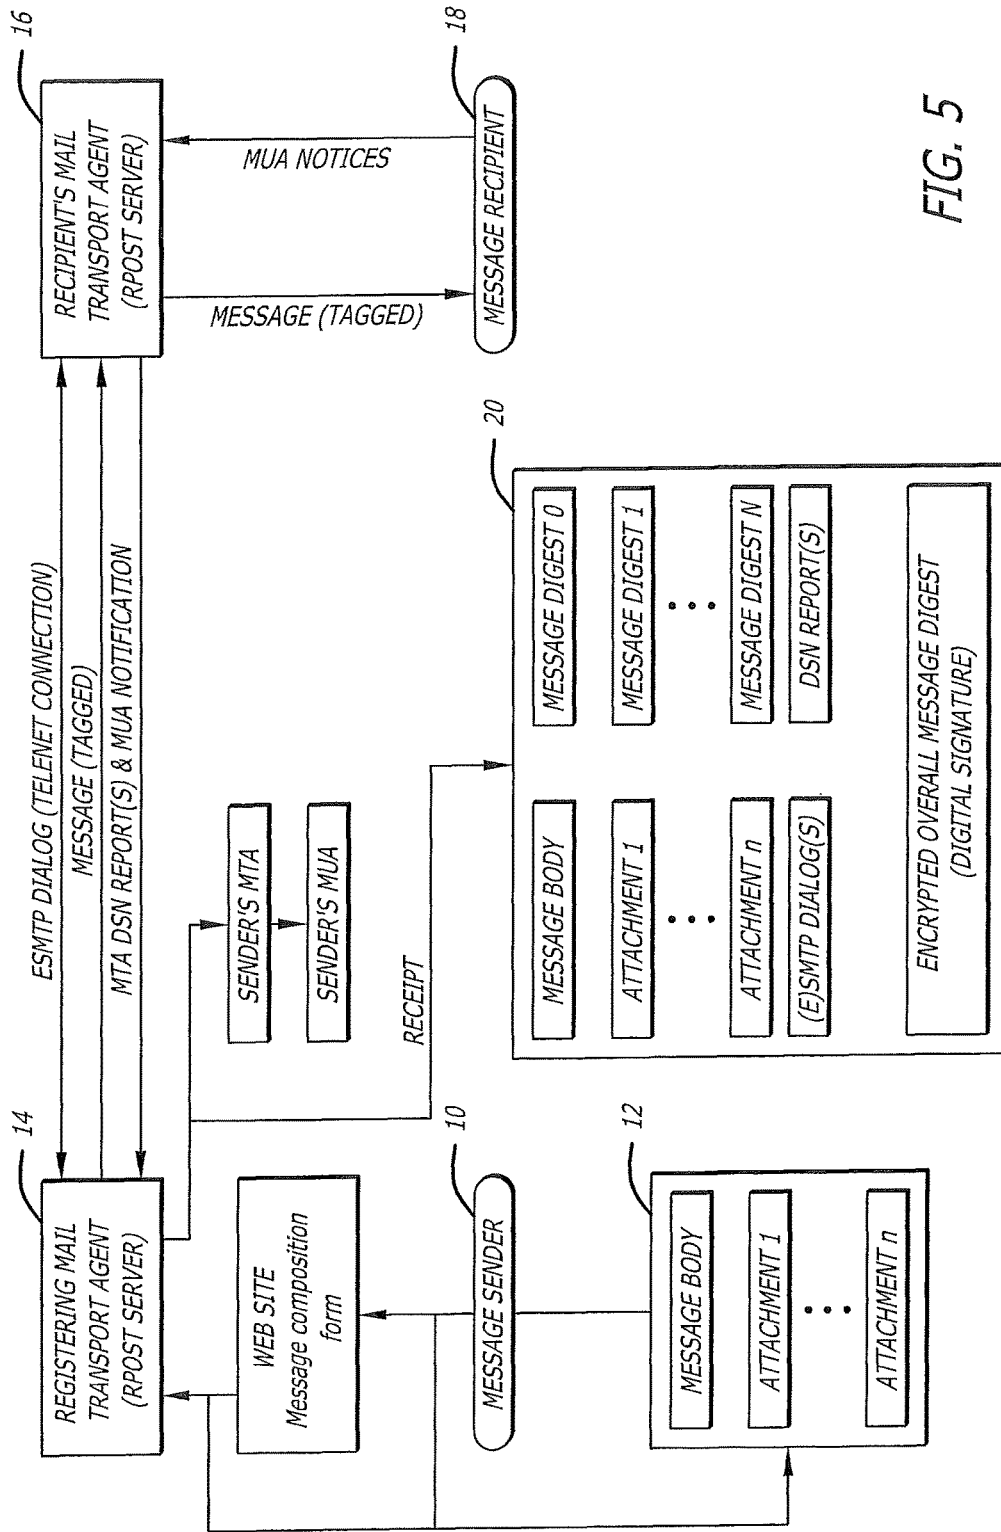 14
REGISTERING MAIL
TRANSPORT AGENT
(RPOST SERVER)
ESMTP DIALOG (TELENET CONNECTION)
MESSAGE (TAGGED)
MTA DSN REPORT(S) & MUA NOTIFICATION
16
RECIPIENT'S MAIL
TRANSPORT AGENT
(RPOST SERVER)
WEB SITE
Message composition
form
SENDER'S MTA
SENDER'S MUA
MESSAGE (TAGGED)
MUA NOTICES
RECEIPT
10
MESSAGE SENDER
18
MESSAGE RECIPIENT
12
MESSAGE BODY
ATTACHMENT 1
• • •
ATTACHMENT n
20
MESSAGE BODY
MESSAGE DIGEST 0
ATTACHMENT 1
MESSAGE DIGEST 1
• • •
• • •
ATTACHMENT n
MESSAGE DIGEST N
(E)SMTP DIALOG(S)
DSN REPORT(S)
ENCRYPTED OVERALL MESSAGE DIGEST
(DIGITAL SIGNATURE)
FIG. 5